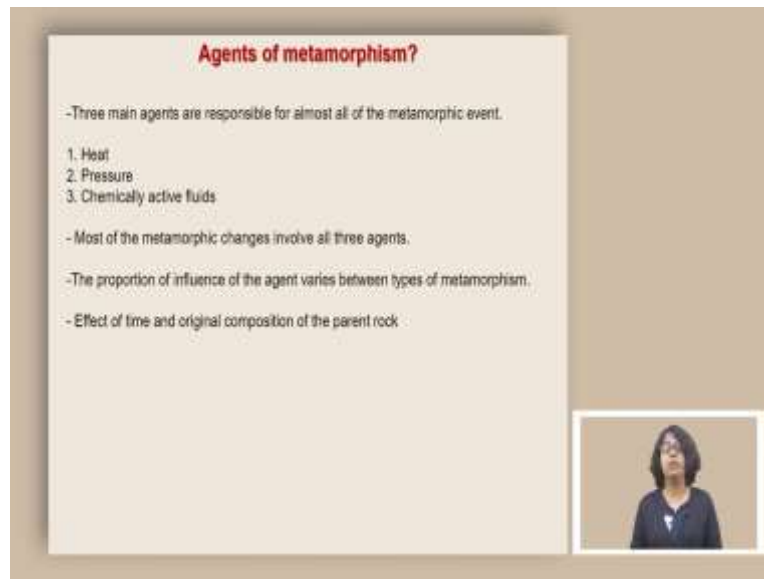 Agents of metamorphism?
-Three main agents are responsible for almost all of the metamorphic event.
1. Heat
2. Pressure
3. Chemically active fluids
- Most of the metamorphic changes involve all three agents.
-The proportion of influence of the agent varies between types of metamorphism.
- Effect of time and original composition of the parent rock